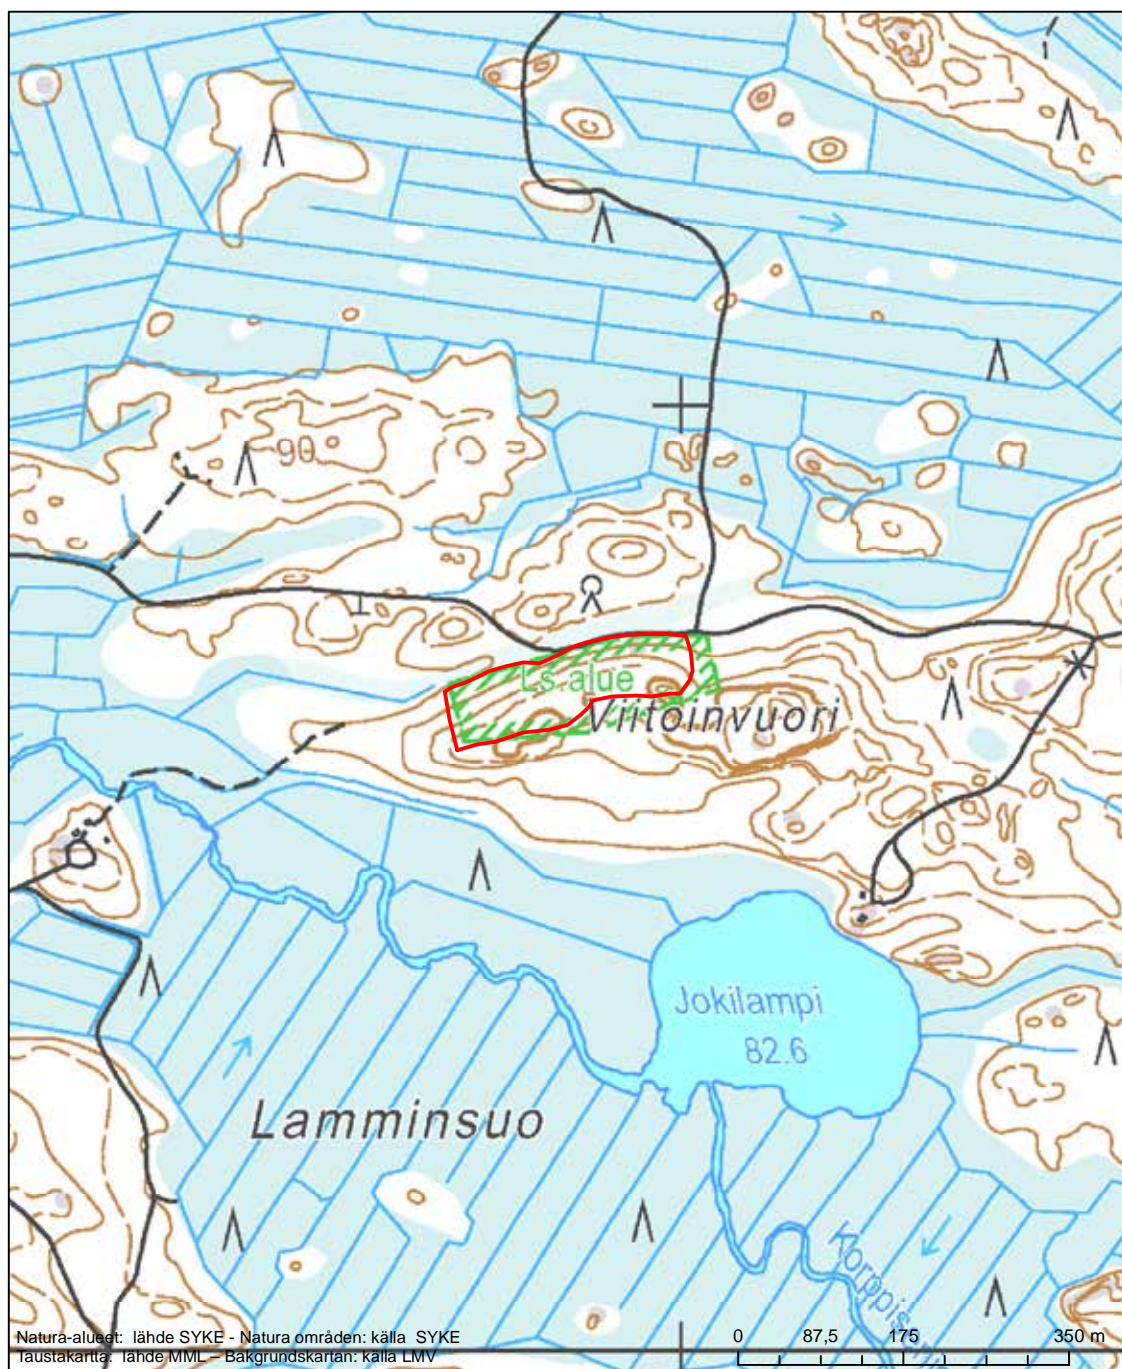 90
Ls alue
Viitoinvuori
Jokilampi
82.6
Lamminsuo
Natura-alueet: lähde SYKE - Natura områden: källa SYKE
Taustakartta: lähde MML – Bakgrundskartan: källa LMV
0 87,5 175 350 m